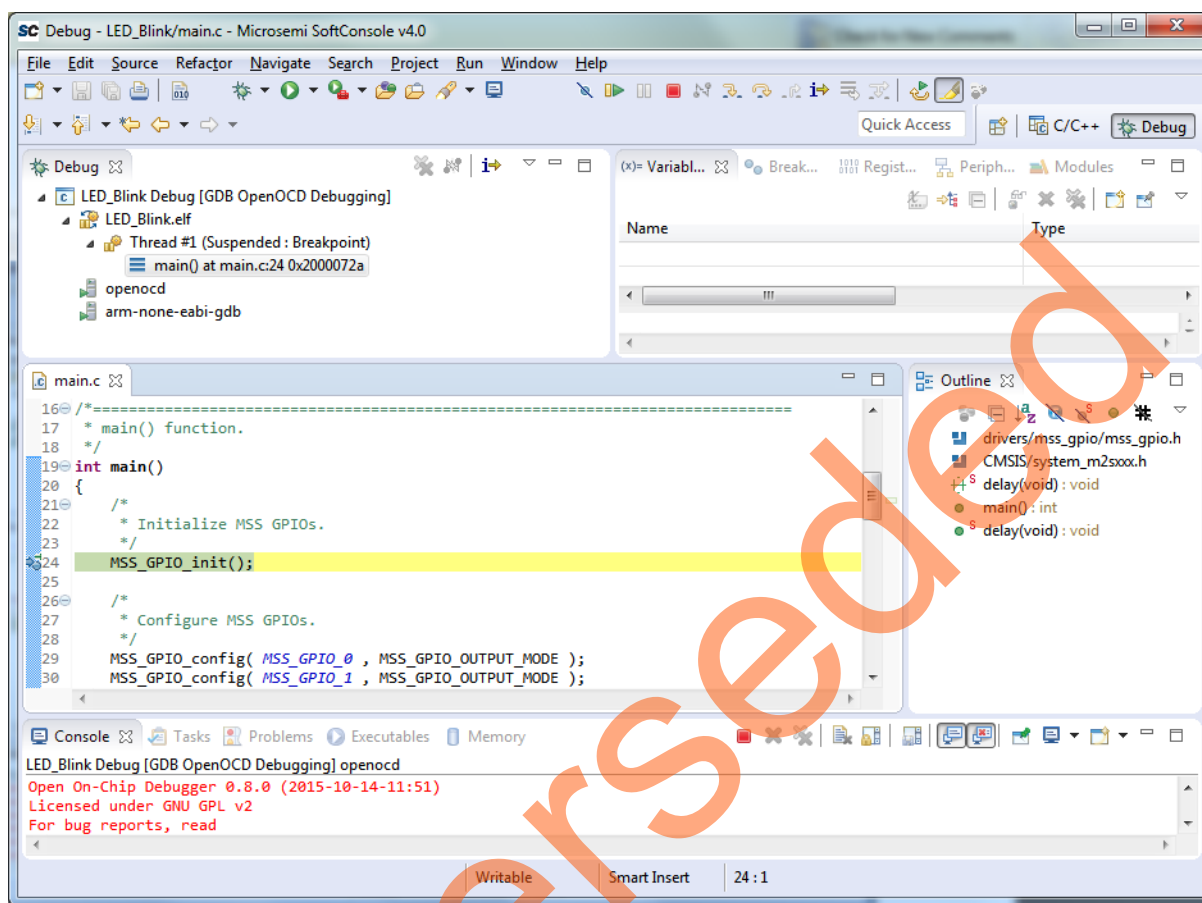 SC Debug - LED_Blink/main.c - Microsemi SoftConsole v4.0
File Edit Source Refactor Navigate Search Project Run Window Help
Quick Access C/C++ Debug
Debug
LED_Blink Debug [GDB OpenOCD Debugging]
LED_Blink.elf
Thread #1 (Suspended : Breakpoint)
main() at main.c:24 0x2000072a
openocd
arm-none-eabi-gdb
(x)= Variabl... Break... Regist... Periph... Modules
Name Type
main.c
16 /*==============================================================================
17 * main() function.
18 */
19 int main()
20 {
21 /*
22 * Initialize MSS GPIOs.
23 */
24 MSS_GPIO_init();
25
26 /*
27 * Configure MSS GPIOs.
28 */
29 MSS_GPIO_config( MSS_GPIO_0 , MSS_GPIO_OUTPUT_MODE );
30 MSS_GPIO_config( MSS_GPIO_1 , MSS_GPIO_OUTPUT_MODE );
Outline
drivers/mss_gpio/mss_gpio.h
CMSIS/system_m2sxxx.h
delay(void) : void
main() : int
delay(void) : void
Console Tasks Problems Executables Memory
LED_Blink Debug [GDB OpenOCD Debugging] openocd
Open On-Chip Debugger 0.8.0 (2015-10-14-11:51)
Licensed under GNU GPL v2
For bug reports, read
Writable Smart Insert 24 : 1
erseded